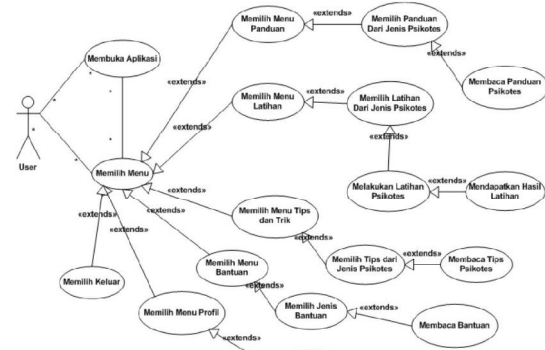 Memilih Menu
Panduan
«extends»
Memilih Panduan
Dari Jenis Psikotes
«extends»
Membaca Panduan
Psikotes
Membuka Aplikasi
«extends»
Memilih Menu
Latihan
«extends»
Memilih Latihan
Dari Jenis Psikotes
«extends»
«extends»
User
Memilih Menu
Melakukan Latihan
Psikotes
«extends»
Mendapatkan Hasil
Latihan
«extends»
Memilih Menu Tips
dan Trik
«extends»
«extends»
«extends»
«extends»
Memilih Tips dari
Jenis Psikotes
«extends»
Membaca Tips
Psikotes
Memilih Keluar
Memilih Menu
Bantuan
«extends»
Memilih Menu Profil
Memilih Jenis
Bantuan
«extends»
Membaca Bantuan
«extends»